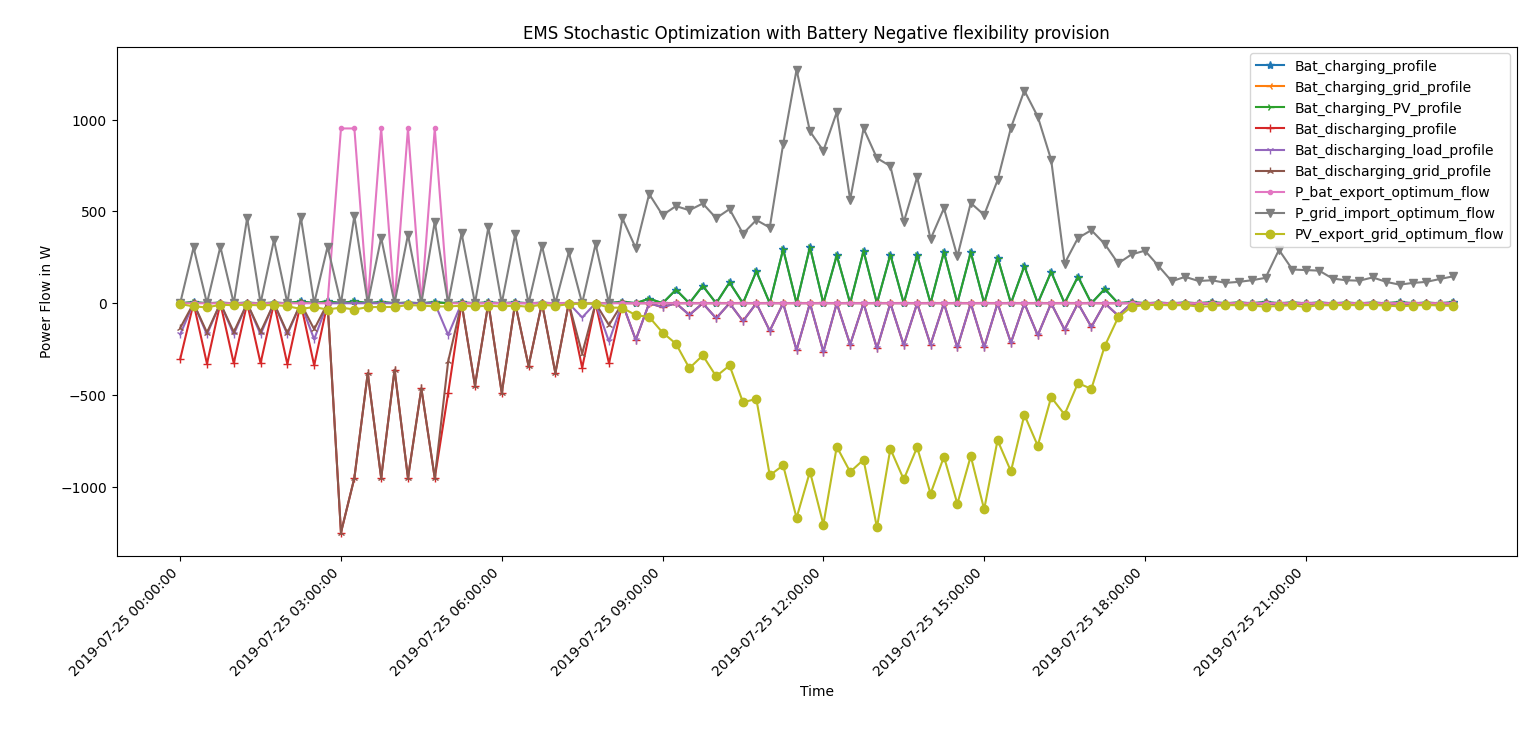 EMS Stochastic Optimization with Battery Negative flexibility provision
Bat_charging_profile
Bat_charging_grid_profile
Bat_charging_PV_profile
Bat_discharging_profile
Bat_discharging_load_profile
Bat_discharging_grid_profile
P_bat_export_optimum_flow
P_grid_import_optimum_flow
PV_export_grid_optimum_flow
Power Flow in W
1000
500
0
−500
−1000
2019-07-25 00:00:00
2019-07-25 03:00:00
2019-07-25 06:00:00
2019-07-25 09:00:00
2019-07-25 12:00:00
2019-07-25 15:00:00
2019-07-25 18:00:00
2019-07-25 21:00:00
Time